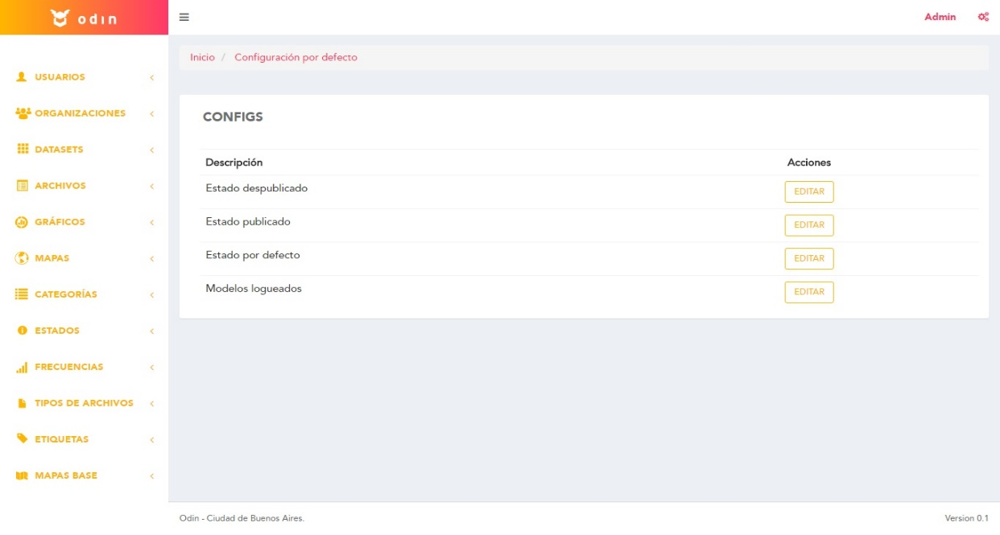 odin
Admin
Inicio / Configuración por defecto
USUARIOS
ORGANIZACIONES
DATASETS
ARCHIVOS
GRÁFICOS
MAPAS
CATEGORÍAS
ESTADOS
FRECUENCIAS
TIPOS DE ARCHIVOS
ETIQUETAS
MAPAS BASE
CONFIGS
Descripción Acciones
Estado despublicado EDITAR
Estado publicado EDITAR
Estado por defecto EDITAR
Modelos logueados EDITAR
Odin - Ciudad de Buenos Aires. Version 0.1